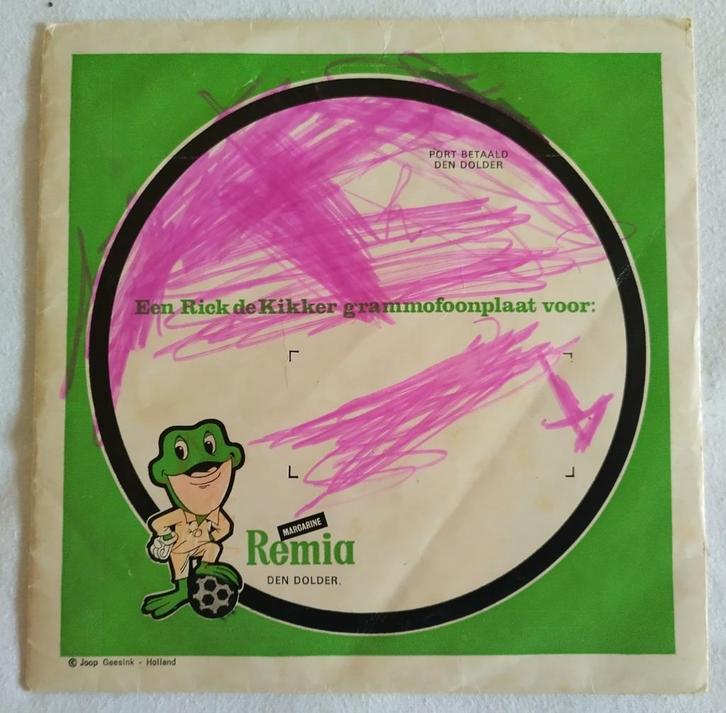 PORT BETAALD
DEN DOLDER
Een Rick de Kikker grammofoonplaat voor:
MARGARINE
Remia
DEN DOLDER.
© Joop Geesink - Holland